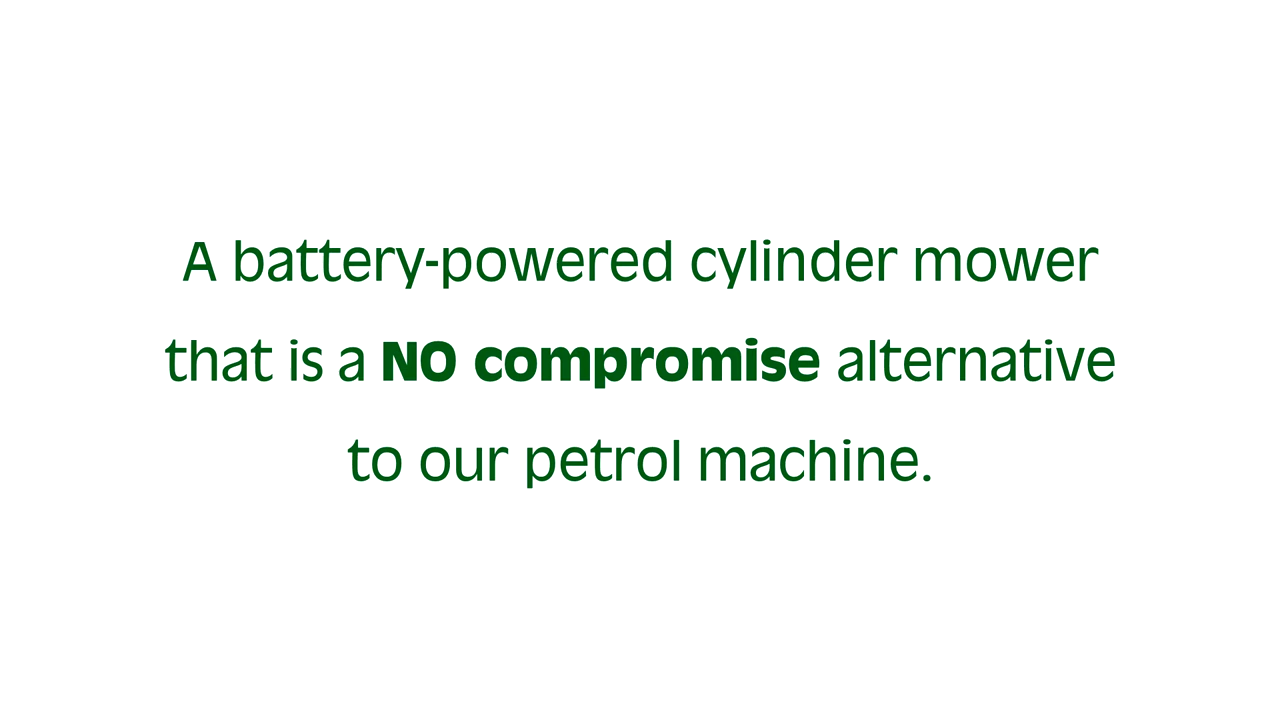 A battery-powered cylinder mower
that is a NO compromise alternative
to our petrol machine.